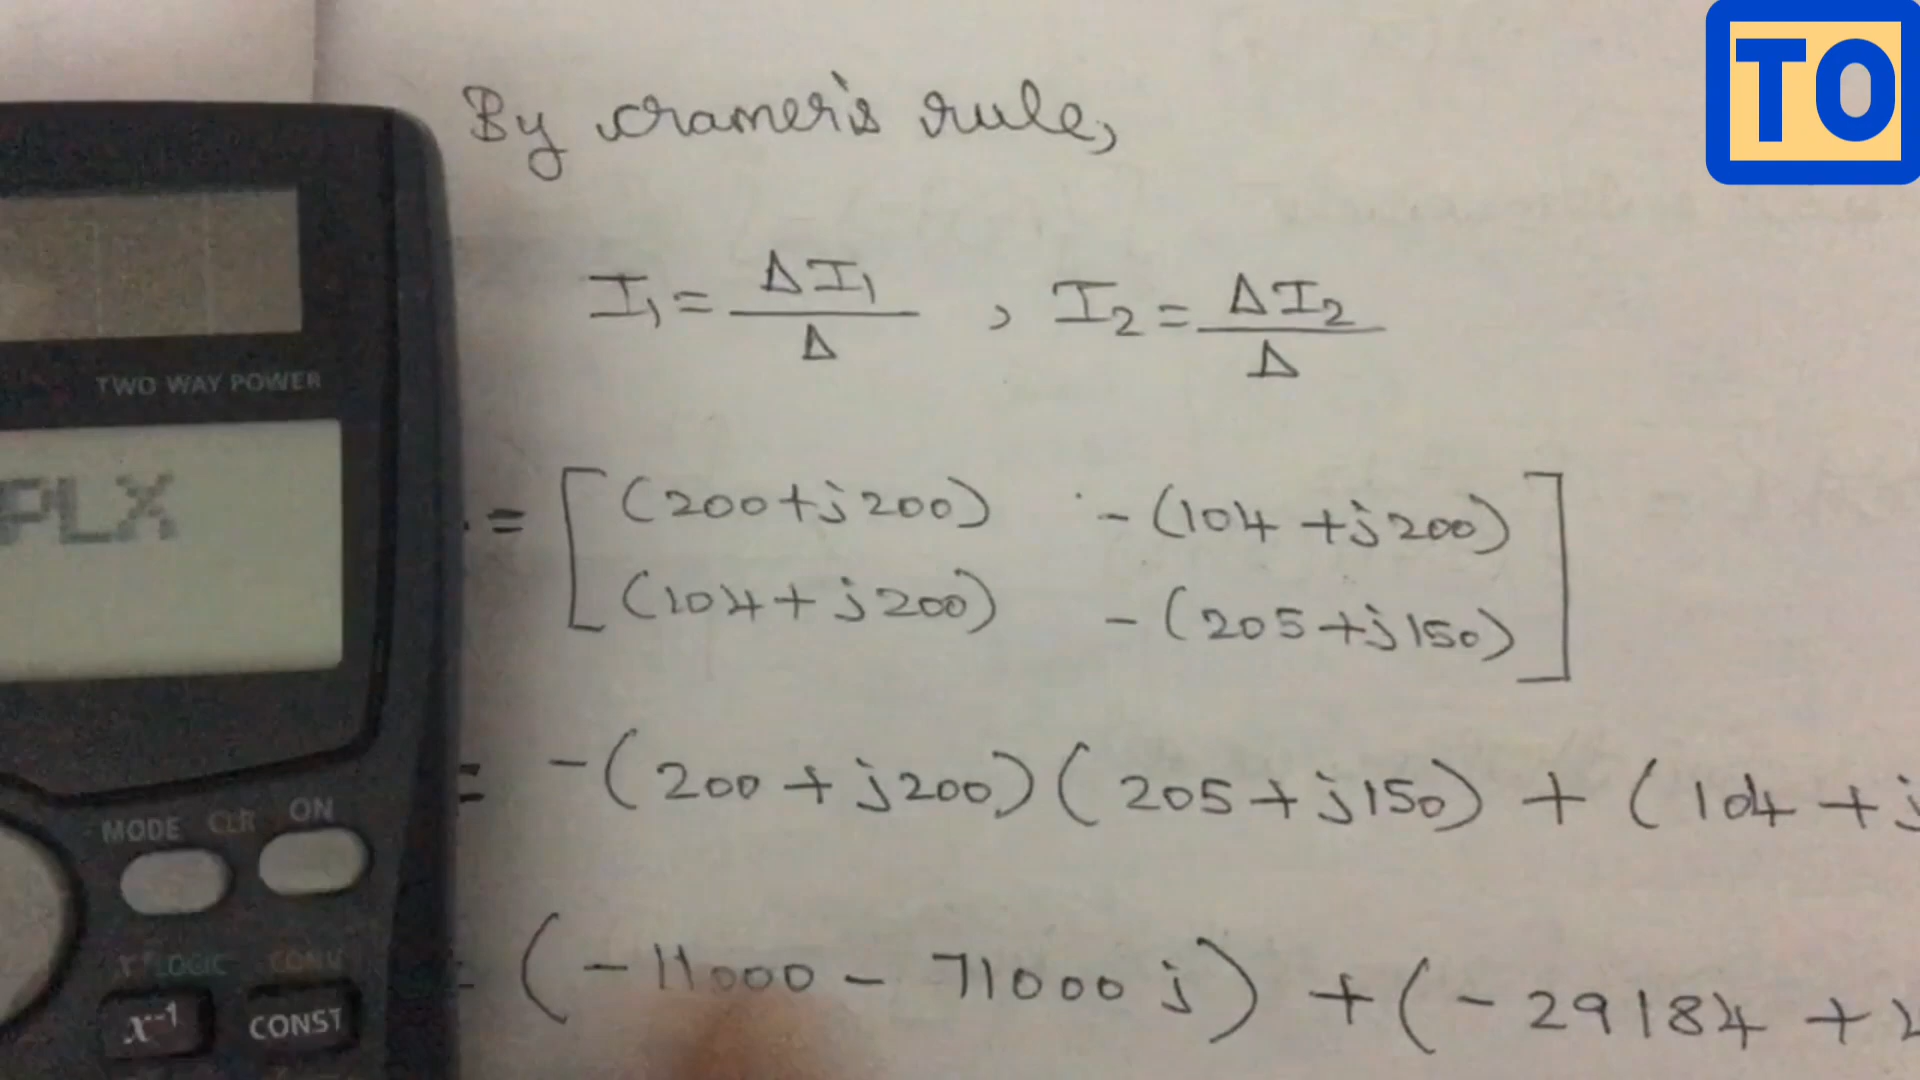 TO
By cramer's rule,
I₁ = ΔI₁/Δ , I₂ = ΔI₂/Δ
TWO WAY POWER
PLX
= [(200+j200) -(104+j200)
(104+j200) -(205+j150)]
= -(200+j200)(205+j150) + (104+j
MODE CLR ON
= (-11000 - 71000j) + (-29184 +
CONV
x⁻¹ CONST